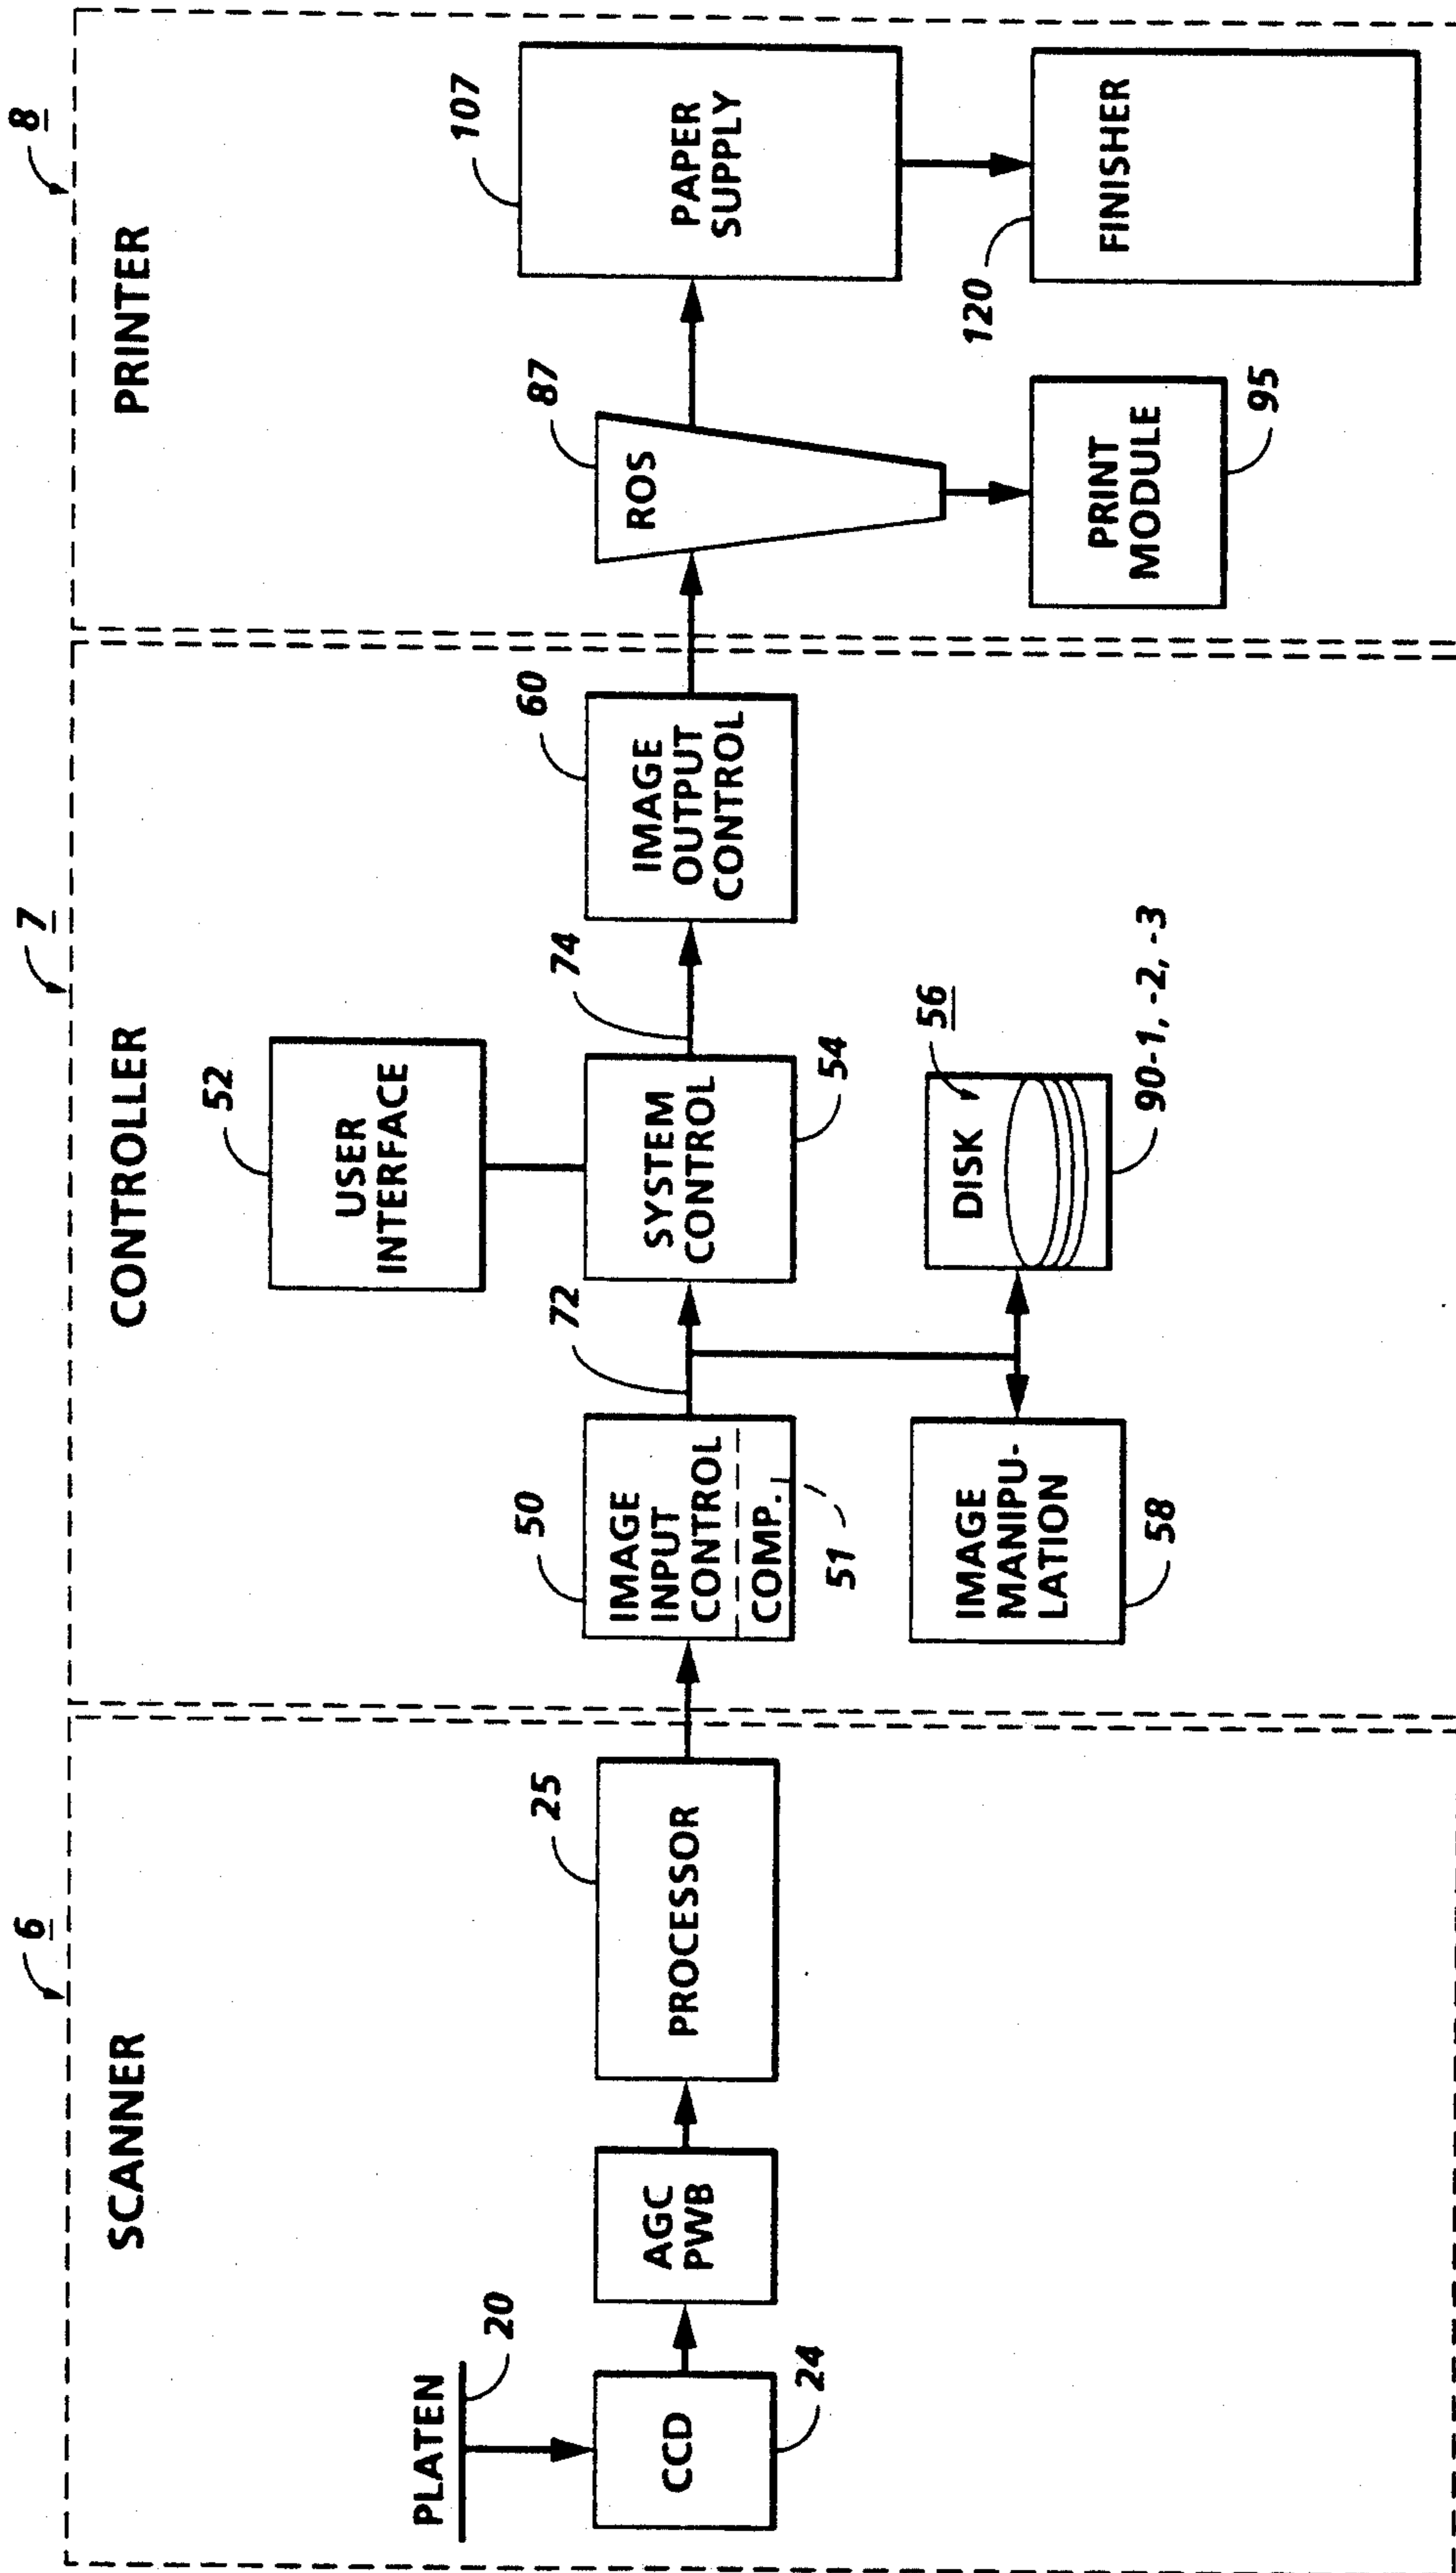 6
SCANNER
PLATEN
20
CCD
24
AGC
PWB
PROCESSOR
25
7
CONTROLLER
IMAGE
INPUT
CONTROL
COMP.
50
51
72
USER
INTERFACE
52
SYSTEM
CONTROL
54
74
IMAGE
MANIPU-
LATION
58
DISK
56
90-1, -2, -3
IMAGE
OUTPUT
CONTROL
60
8
PRINTER
ROS
87
PRINT
MODULE
95
PAPER
SUPPLY
107
FINISHER
120